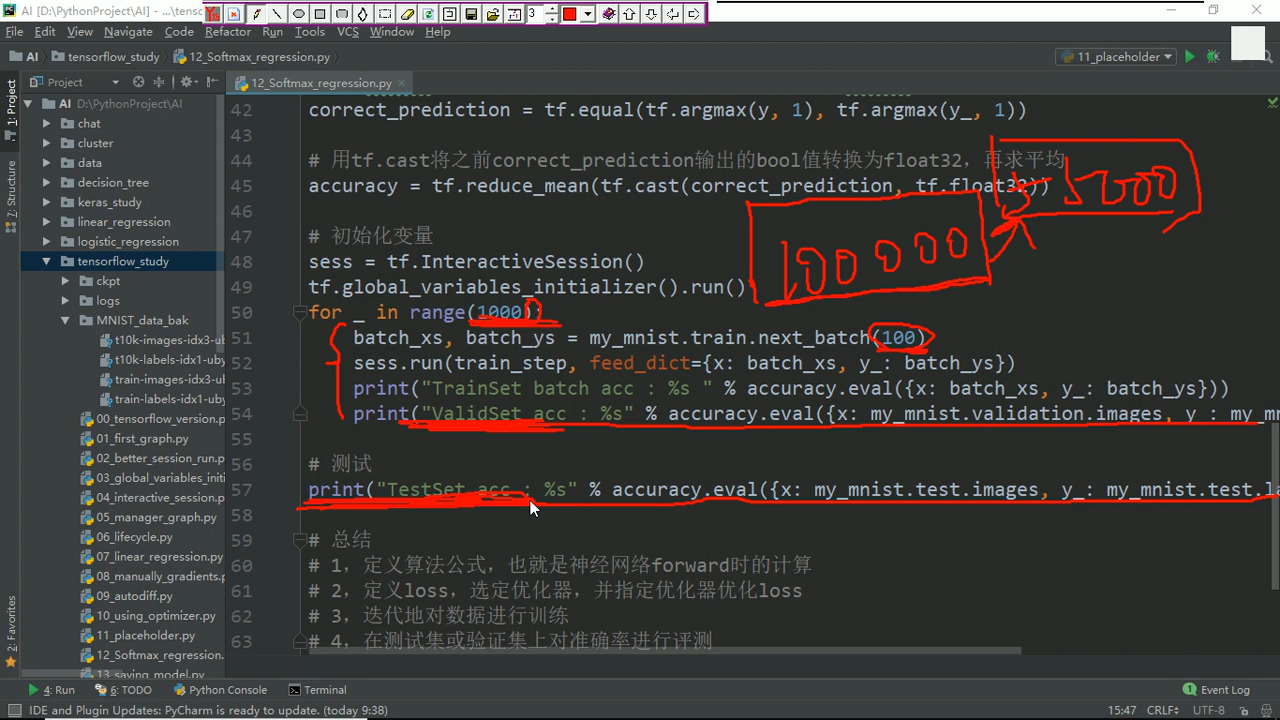 AI [D:\PythonProject\AI] - ...\tens
3
File Edit View Navigate Code Refactor Run Tools VCS Window Help
AI tensorflow_study 12_Softmax_regression.py 11_placeholder
Project 12_Softmax_regression.py
1: Project
7: Structure
2: Favorites
AI D:\PythonProject\AI
chat
cluster
data
decision_tree
keras_study
linear_regression
logistic_regression
tensorflow_study
ckpt
logs
MNIST_data_bak
t10k-images-idx3-ub
t10k-labels-idx1-uby
train-images-idx3-ub
train-labels-idx1-uby
00_tensorflow_version.
01_first_graph.py
02_better_session_run.p
03_global_variables_initi
04_interactive_session.p
05_manager_graph.py
06_lifecycle.py
07_linear_regression.py
08_manually_gradients.
09_autodiff.py
10_using_optimizer.py
11_placeholder.py
12_Softmax_regression.
13_saving_model.py
42 correct_prediction = tf.equal(tf.argmax(y, 1), tf.argmax(y_, 1))
43
44 # 用tf.cast将之前correct_prediction输出的bool值转换为float32，再求平均
45 accuracy = tf.reduce_mean(tf.cast(correct_prediction, tf.float32))
46
47 # 初始化变量
48 sess = tf.InteractiveSession()
49 tf.global_variables_initializer().run()
50 for _ in range(1000):
51 batch_xs, batch_ys = my_mnist.train.next_batch(100)
52 sess.run(train_step, feed_dict={x: batch_xs, y_: batch_ys})
53 print("TrainSet batch acc : %s " % accuracy.eval({x: batch_xs, y_: batch_ys}))
54 print("ValidSet acc : %s" % accuracy.eval({x: my_mnist.validation.images, y_: my_m
55
56 # 测试
57 print("TestSet acc : %s" % accuracy.eval({x: my_mnist.test.images, y_: my_mnist.test.la
58
59 # 总结
60 # 1，定义算法公式，也就是神经网络forward时的计算
61 # 2，定义loss，选定优化器，并指定优化器优化loss
62 # 3，迭代地对数据进行训练
63 # 4，在测试集或验证集上对准确率进行评测
100000
4: Run 6: TODO Python Console Terminal Event Log
IDE and Plugin Updates: PyCharm is ready to update. (today 9:38) 15:47 CRLF÷ UTF-8